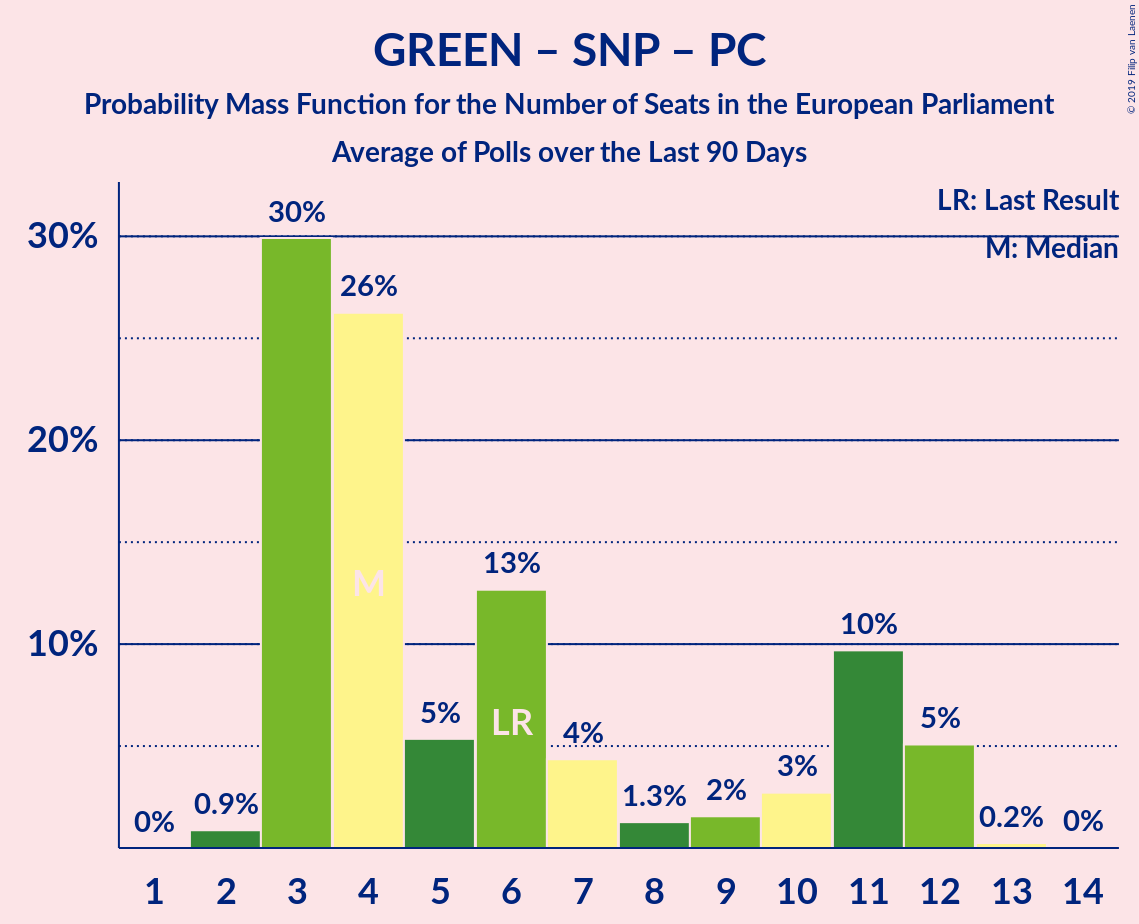 GREEN – SNP – PC
Probability Mass Function for the Number of Seats in the European Parliament
Average of Polls over the Last 90 Days
© 2019 Filip van Laenen
LR: Last Result
M: Median
30%
20%
10%
0%
0.9%
30%
26%
5%
13%
4%
1.3%
2%
3%
10%
5%
0.2%
0%
M
LR
1 2 3 4 5 6 7 8 9 10 11 12 13 14